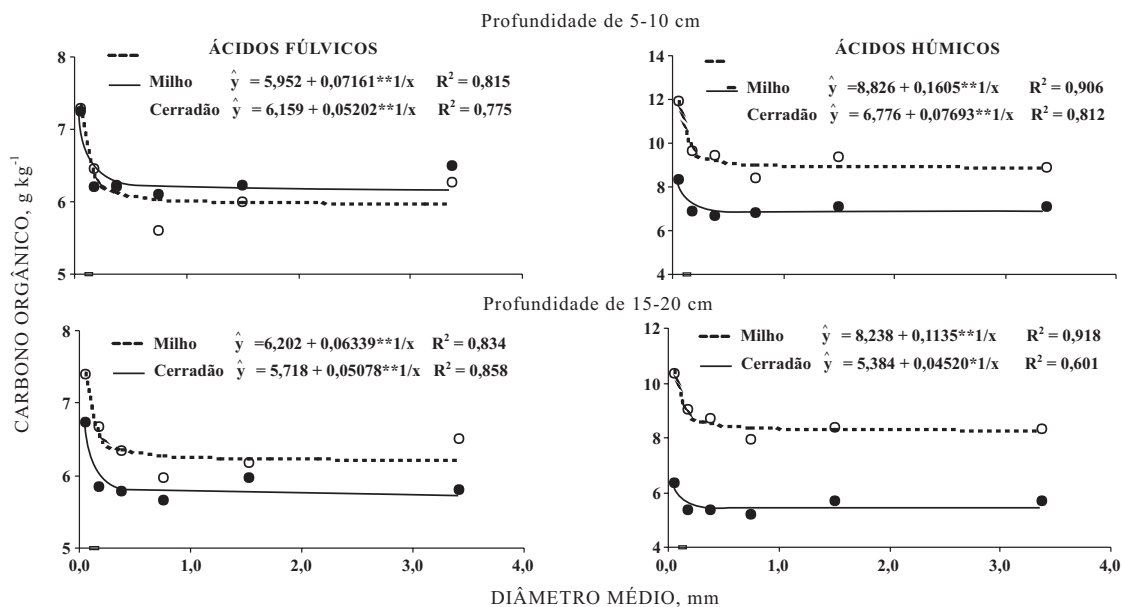 Profundidade de 5-10 cm
ÁCIDOS FÚLVICOS
Milho ŷ = 5,952 + 0,07161**1/x R² = 0,815
Cerradão ŷ = 6,159 + 0,05202**1/x R² = 0,775
8
7
6
5
ÁCIDOS HÚMICOS
Milho ŷ =8,826 + 0,1605**1/x R² = 0,906
Cerradão ŷ = 6,776 + 0,07693**1/x R² = 0,812
14
12
10
8
6
4
CARBONO ORGÂNICO, g kg⁻¹
Profundidade de 15-20 cm
Milho ŷ =6,202 + 0,06339**1/x R² = 0,834
Cerradão ŷ = 5,718 + 0,05078**1/x R² = 0,858
8
7
6
5
0,0 1,0 2,0 3,0 4,0
Milho ŷ = 8,238 + 0,1135**1/x R² = 0,918
Cerradão ŷ = 5,384 + 0,04520*1/x R² = 0,601
12
10
8
6
4
0,0 1,0 2,0 3,0 4,0
DIÂMETRO MÉDIO, mm